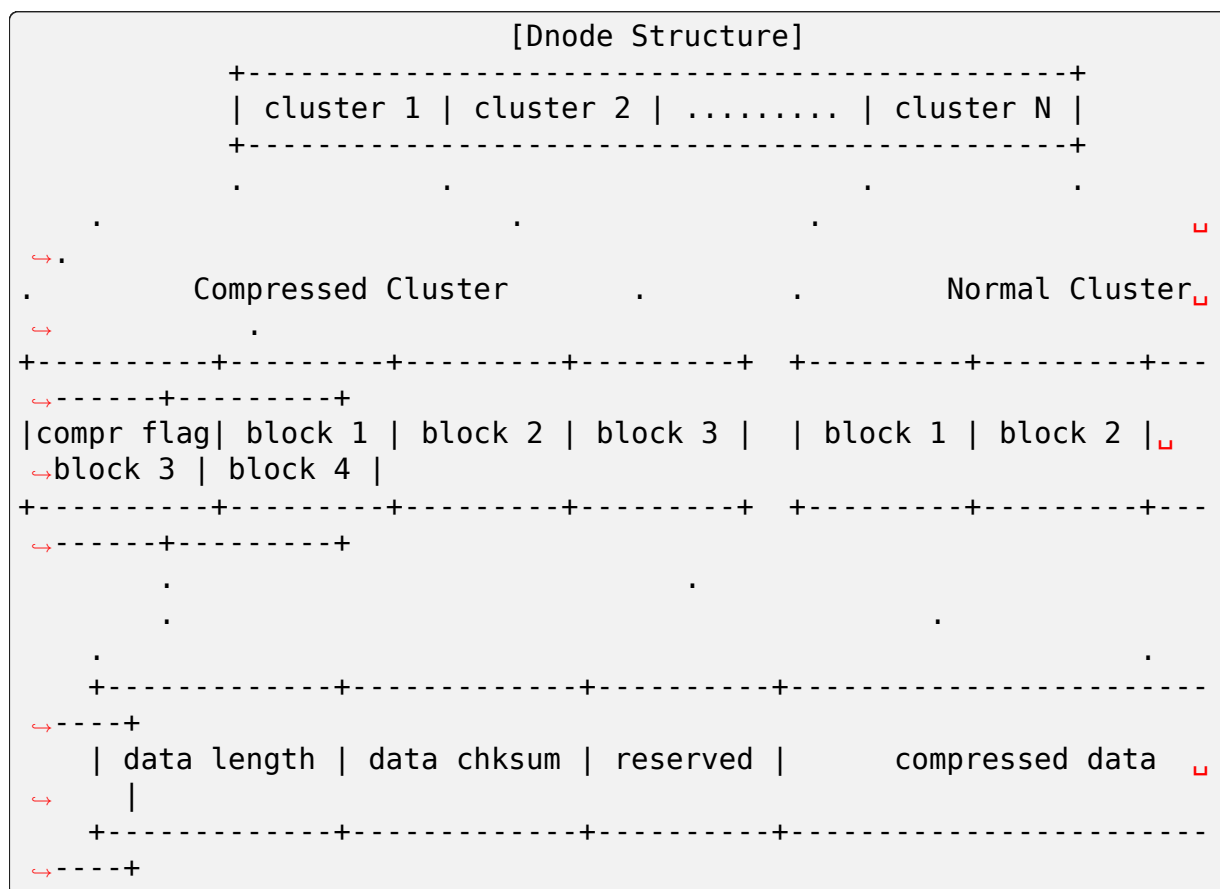 [Dnode Structure]
+-----------------------------------------------+
| cluster 1 | cluster 2 | ......... | cluster N |
+-----------------------------------------------+
.           .                       .           .
.                       .                .                      ␣
↪.
.         Compressed Cluster       .        .        Normal Cluster␣
↪            .
+----------+---------+---------+---------+  +---------+---------+---
↪------+---------+
|compr flag| block 1 | block 2 | block 3 |  | block 1 | block 2 |␣
↪block 3 | block 4 |
+----------+---------+---------+---------+  +---------+---------+---
↪------+---------+
.                             .
.                                           .
.                                                           .
+-------------+-------------+----------+------------------------
↪----+
| data length | data chksum | reserved |      compressed data  ␣
↪     |
+-------------+-------------+----------+------------------------
↪----+